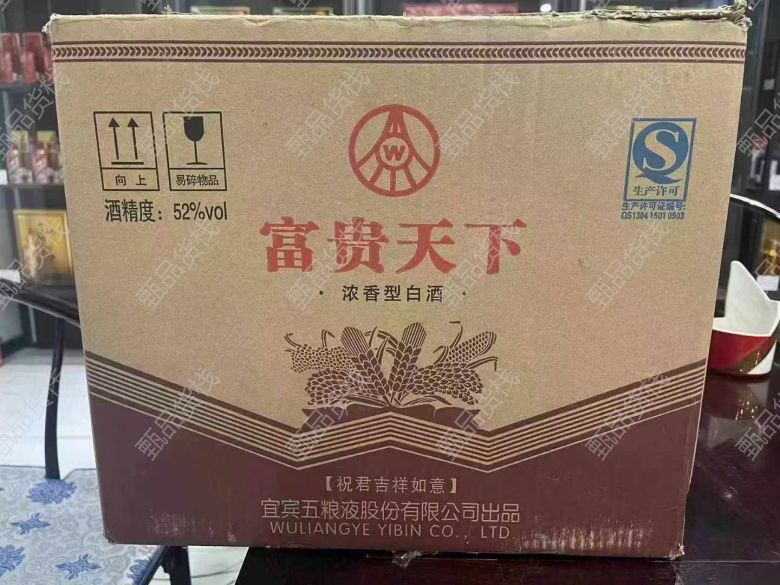 向上
易碎物品
酒精度：52%vol
W
富贵天下
·浓香型白酒·
S
生产许可
生产许可证编号:
QS1304 1501 0903
【祝君吉祥如意】
宜宾五粮液股份有限公司出品
WULIANGYE YIBIN CO., LTD
甄品货栈